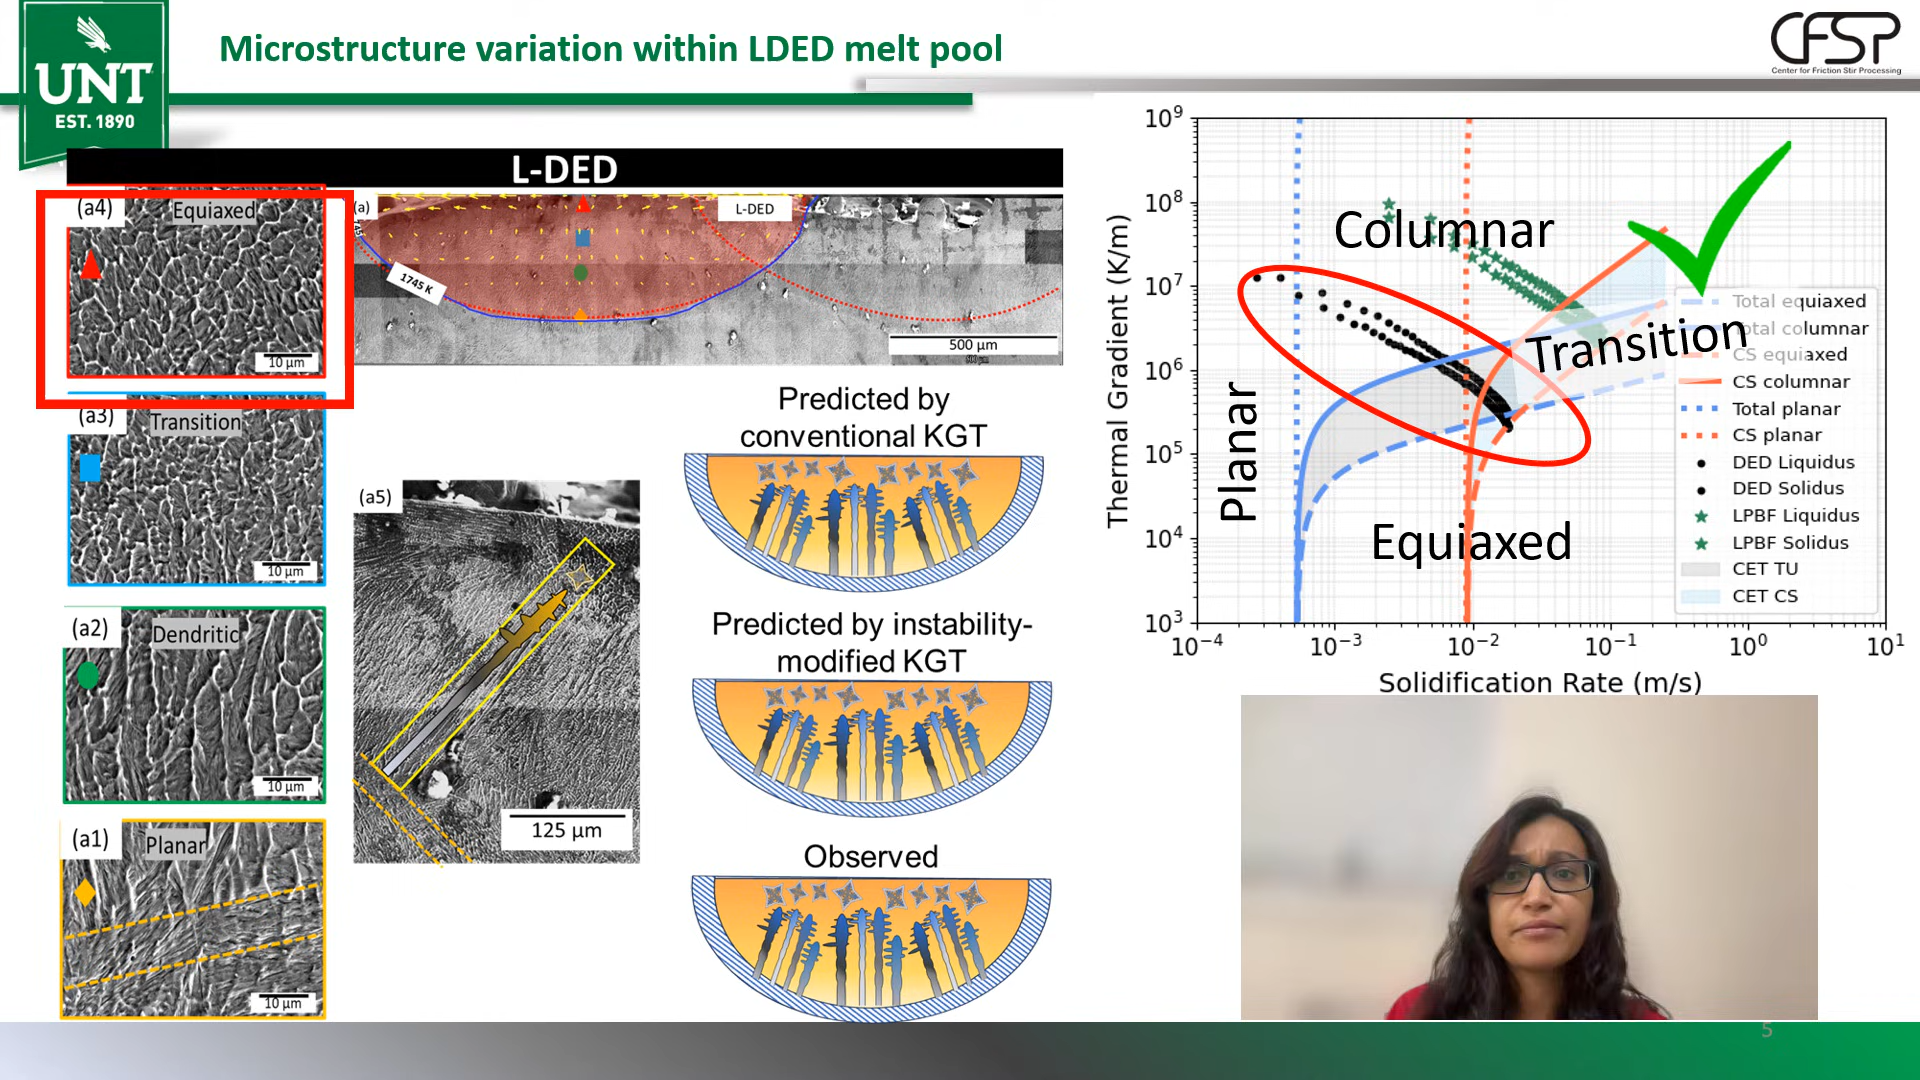 UNT
EST. 1890
Microstructure variation within LDED melt pool
CFSP
Center for Friction Stir Processing
L-DED
(a4)
Equiaxed
10 µm
(a)
L-DED
1745 K
500 µm
(a3)
Transition
10 µm
(a2)
Dendritic
10 µm
(a1)
Planar
10 µm
(a5)
125 µm
Predicted by
conventional KGT
Predicted by instability-
modified KGT
Observed
Thermal Gradient (K/m)
10⁹
10⁸
10⁷
10⁶
10⁵
10⁴
10³
10⁻⁴
10⁻³
10⁻²
10⁻¹
10⁰
10¹
Solidification Rate (m/s)
Columnar
Transition
Planar
Equiaxed
Total equiaxed
Total columnar
CS equiaxed
CS columnar
Total planar
CS planar
DED Liquidus
DED Solidus
LPBF Liquidus
LPBF Solidus
CET TU
CET CS
5